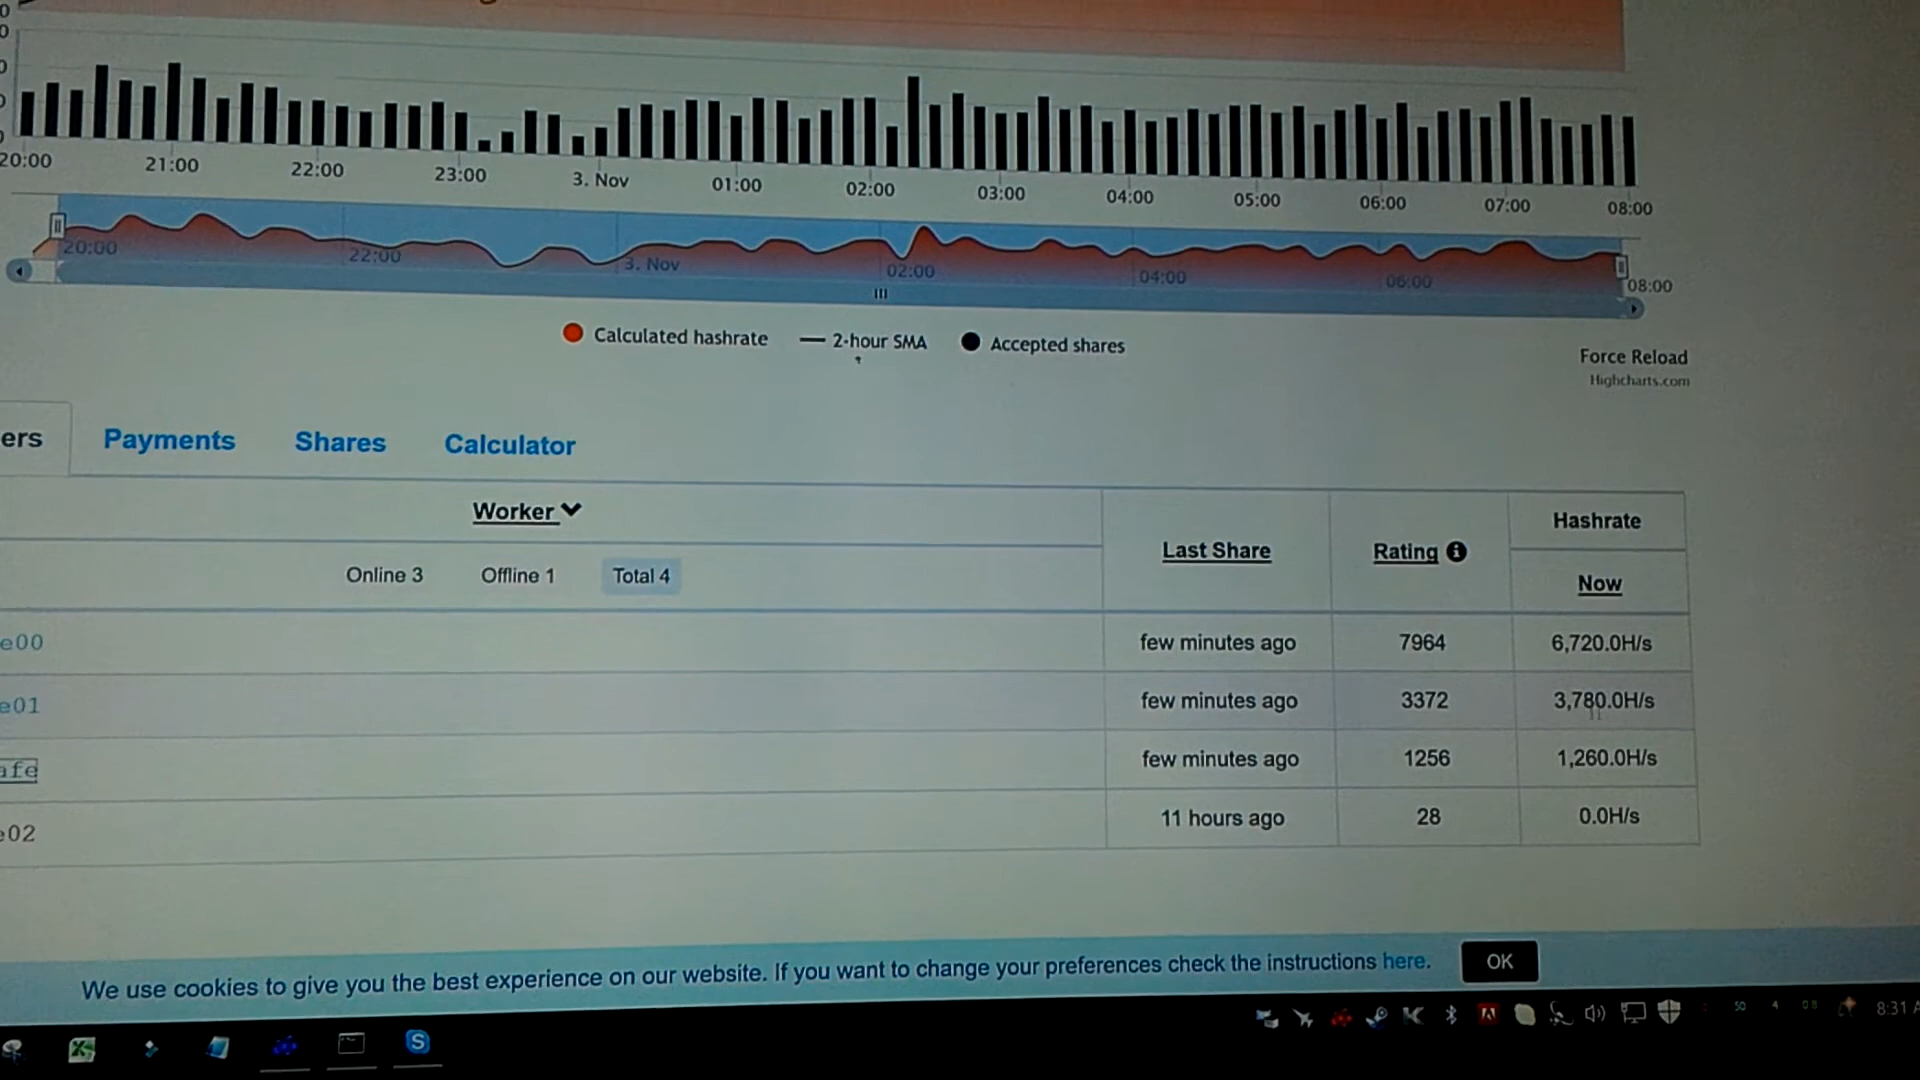 20:00 21:00 22:00 23:00 3. Nov 01:00 02:00 03:00 04:00 05:00 06:00 07:00 08:00
20:00 22:00 3. Nov 02:00 04:00 06:00 08:00
Calculated hashrate 2-hour SMA Accepted shares
Force Reload
Highcharts.com
ers Payments Shares Calculator
Worker Last Share Rating Hashrate
Online 3 Offline 1 Total 4 Now
e00 few minutes ago 7964 6,720.0H/s
e01 few minutes ago 3372 3,780.0H/s
afe few minutes ago 1256 1,260.0H/s
e02 11 hours ago 28 0.0H/s
We use cookies to give you the best experience on our website. If you want to change your preferences check the instructions here. OK
50 4 8:31